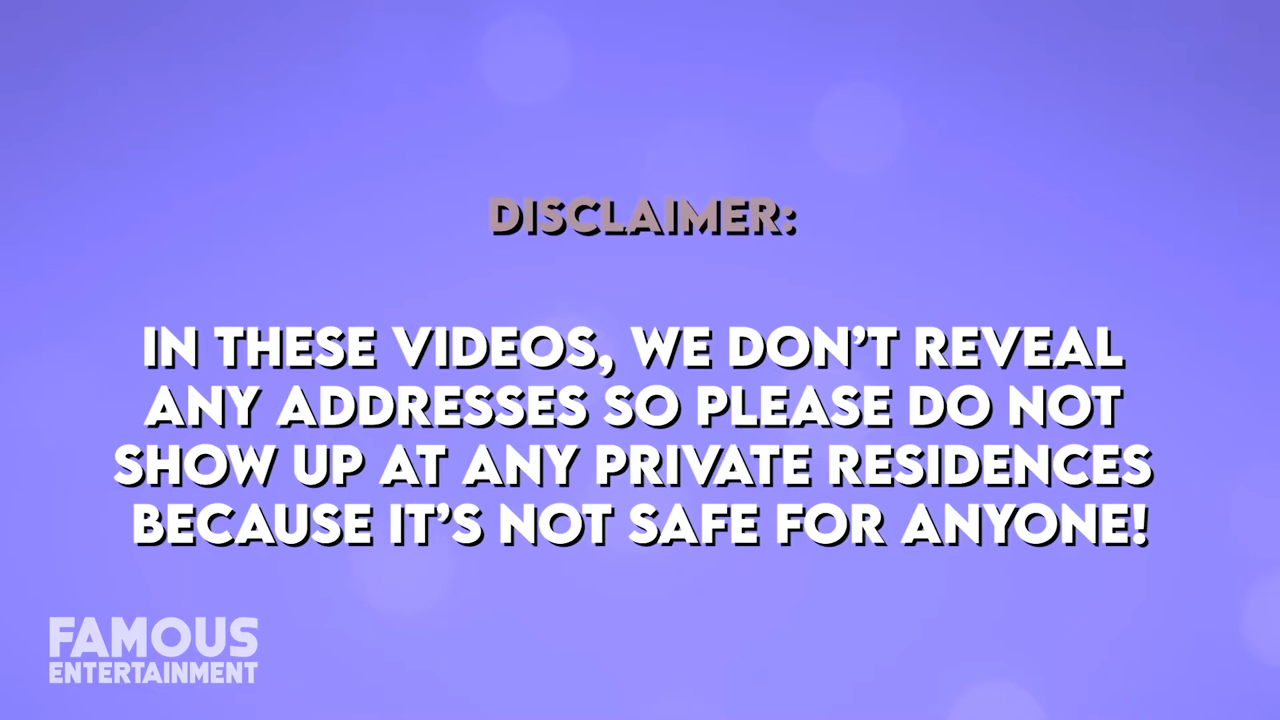 DISCLAIMER:
IN THESE VIDEOS, WE DON’T REVEAL
ANY ADDRESSES SO PLEASE DO NOT
SHOW UP AT ANY PRIVATE RESIDENCES
BECAUSE IT’S NOT SAFE FOR ANYONE!
FAMOUS
ENTERTAINMENT